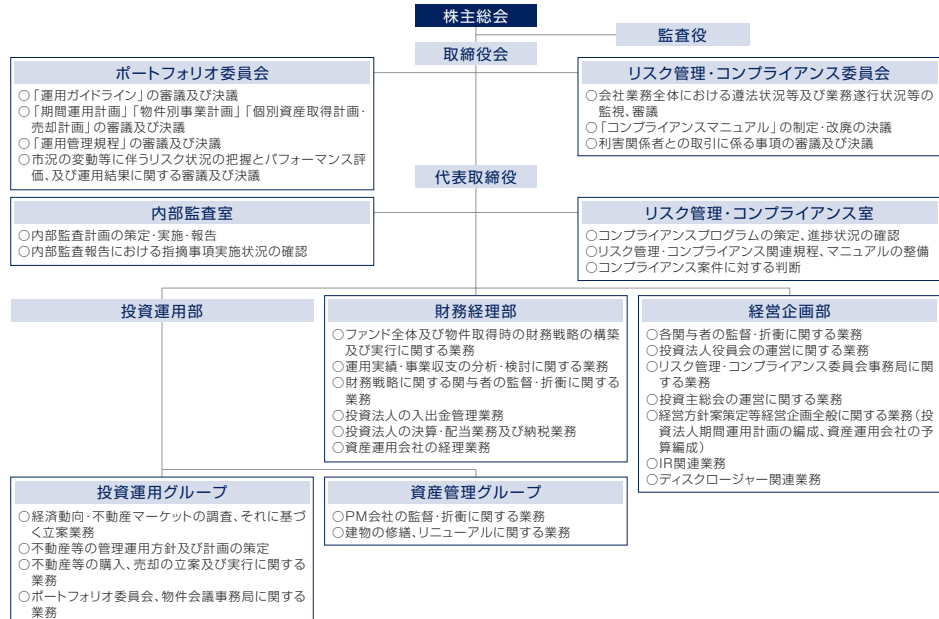 株主総会
監査役
取締役会
ポートフォリオ委員会
○「運用ガイドライン」の審議及び決議
○「期間運用計画」「物件別事業計画」「個別資産取得計画・
売却計画」の審議及び決議
○「運用管理規程」の審議及び決議
○市況の変動等に伴うリスク状況の把握とパフォーマンス評
価、及び運用結果に関する審議及び決議
リスク管理・コンプライアンス委員会
○会社業務全体における遵法状況等及び業務遂行状況等の
監視、審議
○「コンプライアンスマニュアル」の制定・改廃の決議
○利害関係者との取引に係る事項の審議及び決議
代表取締役
内部監査室
○内部監査計画の策定・実施・報告
○内部監査報告における指摘事項実施状況の確認
リスク管理・コンプライアンス室
○コンプライアンスプログラムの策定、進捗状況の確認
○リスク管理・コンプライアンス関連規程、マニュアルの整備
○コンプライアンス案件に対する判断
投資運用部
財務経理部
○ファンド全体及び物件取得時の財務戦略の構築
及び実行に関する業務
○運用実績・事業収支の分析・検討に関する業務
○財務戦略に関する関与者の監督・折衝に関する
業務
○投資法人の入出金管理業務
○投資法人の決算・配当業務及び納税業務
○資産運用会社の経理業務
経営企画部
○各関与者の監督・折衝に関する業務
○投資法人役員会の運営に関する業務
○リスク管理・コンプライアンス委員会事務局に関
する業務
○投資主総会の運営に関する業務
○経営方針案策定等経営企画全般に関する業務(投
資法人期間運用計画の編成、資産運用会社の予
算編成)
○IR関連業務
○ディスクロージャー関連業務
投資運用グループ
○経済動向・不動産マーケットの調査、それに基づ
く立案業務
○不動産等の管理運用方針及び計画の策定
○不動産等の購入、売却の立案及び実行に関する
業務
○ポートフォリオ委員会、物件会議事務局に関する
業務
資産管理グループ
○PM会社の監督・折衝に関する業務
○建物の修繕、リニューアルに関する業務